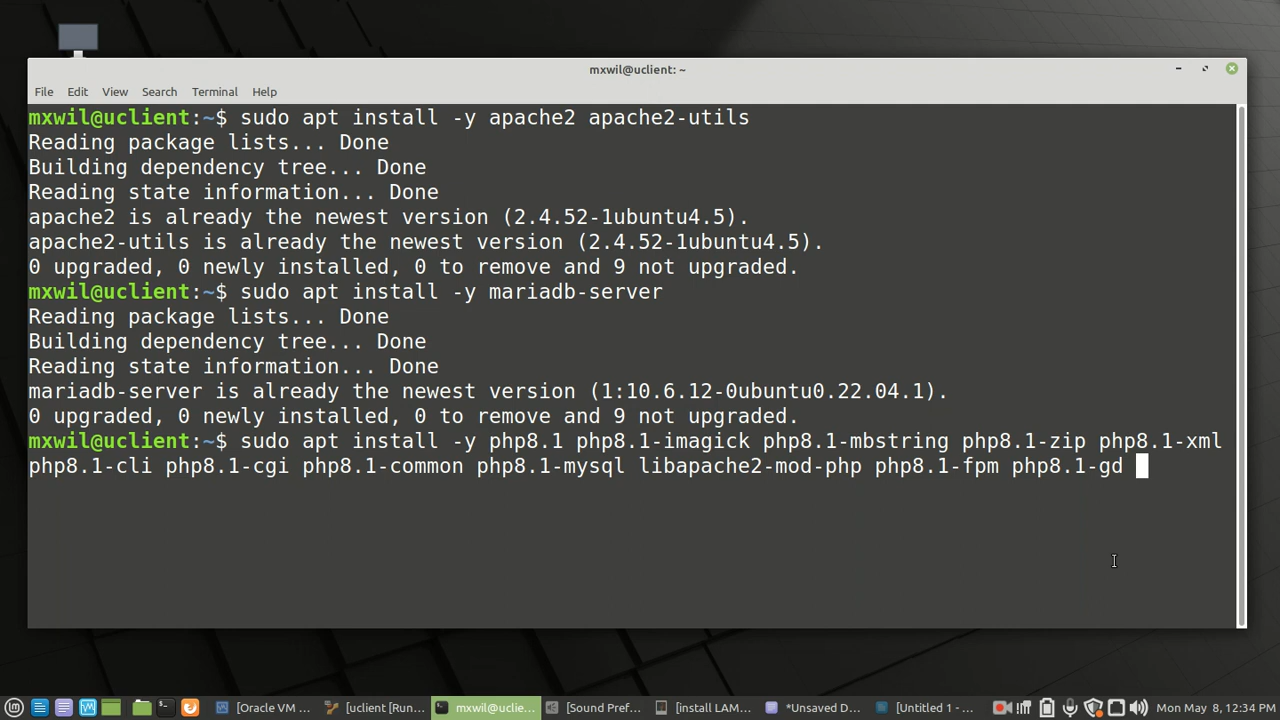 mxwil@uclient: ~
File Edit View Search Terminal Help
mxwil@uclient:~$ sudo apt install -y apache2 apache2-utils
Reading package lists... Done
Building dependency tree... Done
Reading state information... Done
apache2 is already the newest version (2.4.52-1ubuntu4.5).
apache2-utils is already the newest version (2.4.52-1ubuntu4.5).
0 upgraded, 0 newly installed, 0 to remove and 9 not upgraded.
mxwil@uclient:~$ sudo apt install -y mariadb-server
Reading package lists... Done
Building dependency tree... Done
Reading state information... Done
mariadb-server is already the newest version (1:10.6.12-0ubuntu0.22.04.1).
0 upgraded, 0 newly installed, 0 to remove and 9 not upgraded.
mxwil@uclient:~$ sudo apt install -y php8.1 php8.1-imagick php8.1-mbstring php8.1-zip php8.1-xml
php8.1-cli php8.1-cgi php8.1-common php8.1-mysql libapache2-mod-php php8.1-fpm php8.1-gd
[Oracle VM ... [uclient [Run... mxwil@uclie... [Sound Pref... [install LAM... *Unsaved D... [Untitled 1 - ... Mon May 8, 12:34 PM